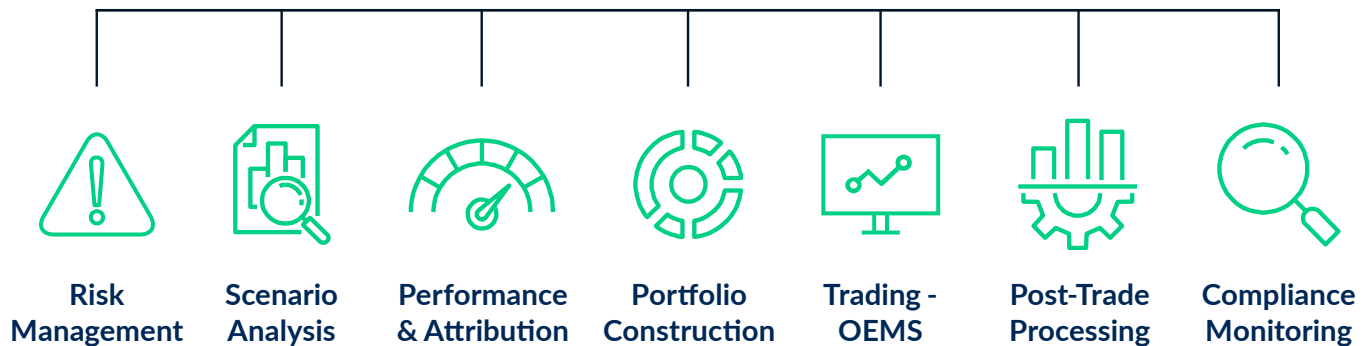 Risk
Management
Scenario
Analysis
Performance
& Attribution
Portfolio
Construction
Trading -
OEMS
Post-Trade
Processing
Compliance
Monitoring